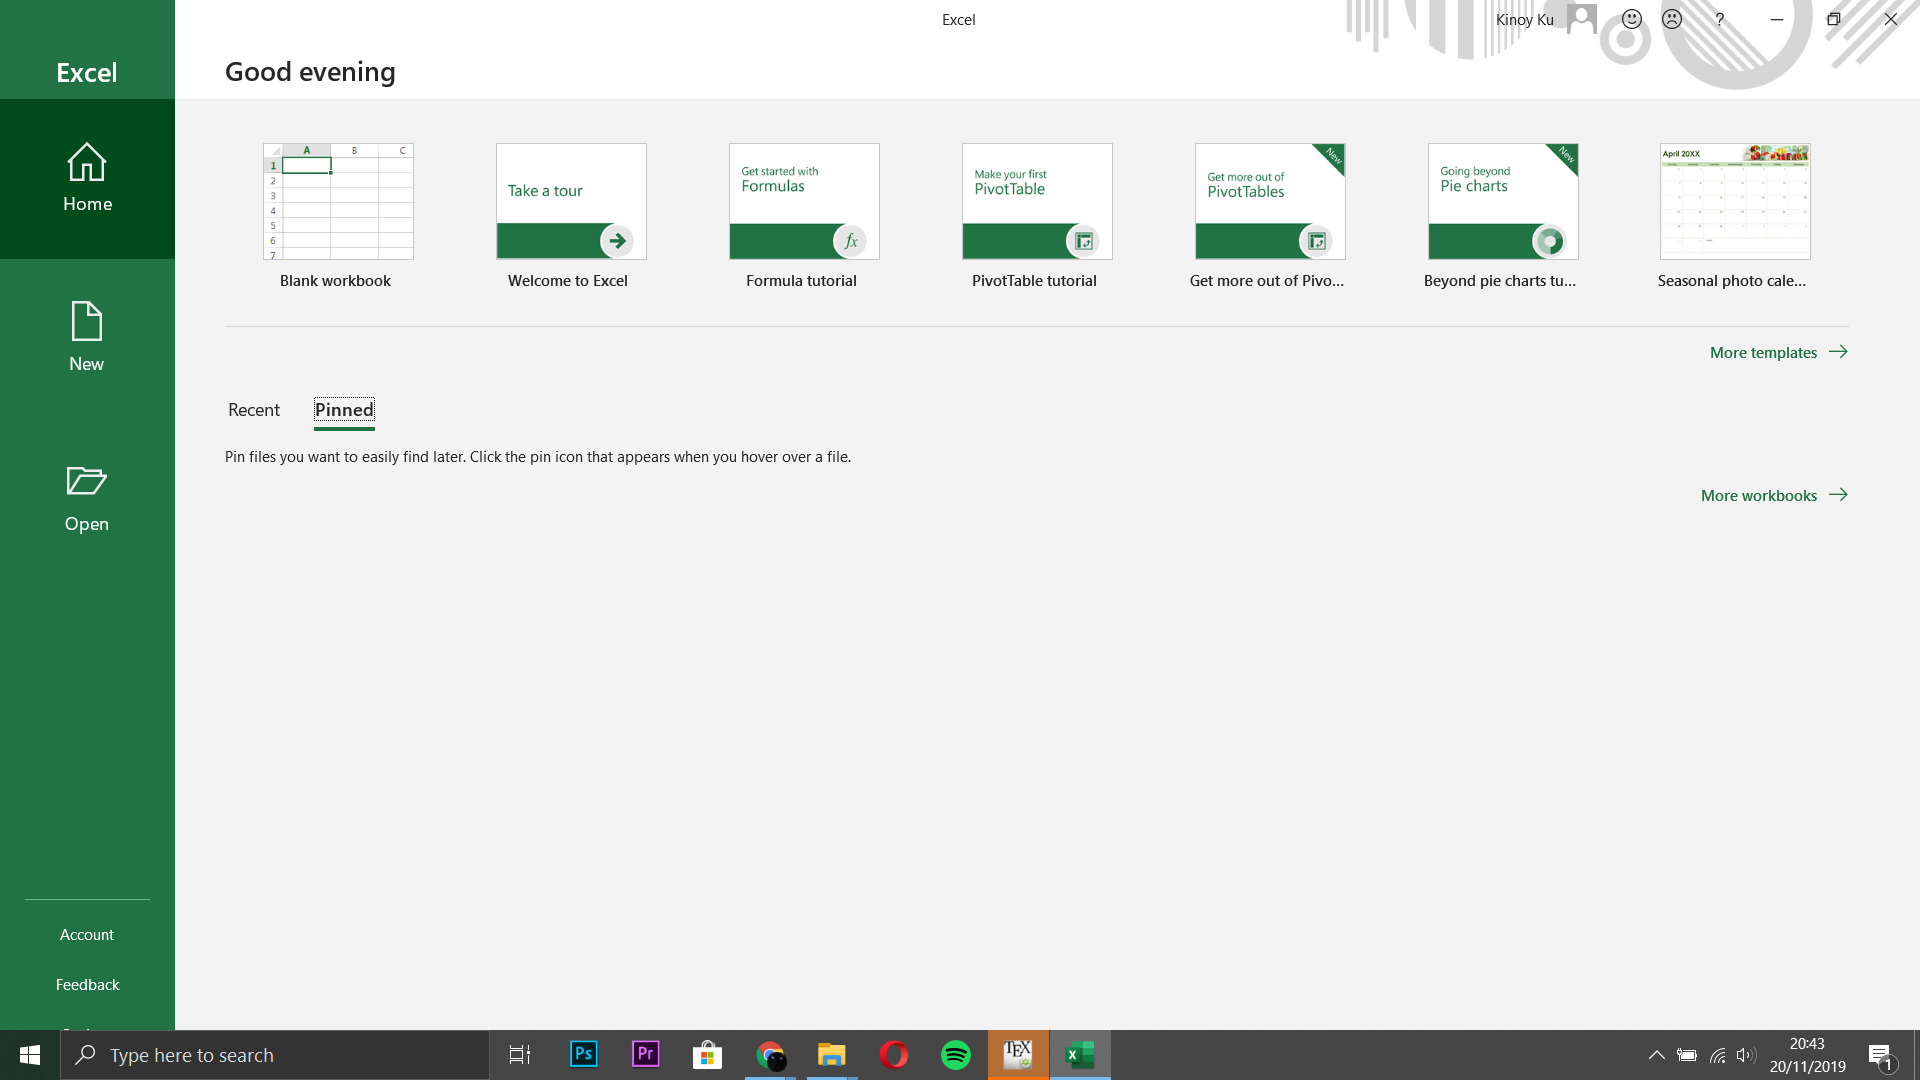 Excel
Kinoy Ku
?
Excel
Good evening
Home
New
Open
Account
Feedback
A B C
1
2
3
4
5
6
7
Blank workbook
Take a tour
Welcome to Excel
Get started with
Formulas
fx
Formula tutorial
Make your first
PivotTable
PivotTable tutorial
New
Get more out of
PivotTables
Get more out of Pivo...
New
Going beyond
Pie charts
Beyond pie charts tu...
April 20XX
Seasonal photo cale...
More templates
Recent Pinned
Pin files you want to easily find later. Click the pin icon that appears when you hover over a file.
More workbooks
Type here to search
Ps
Pr
TEX
X
20:43
20/11/2019
1